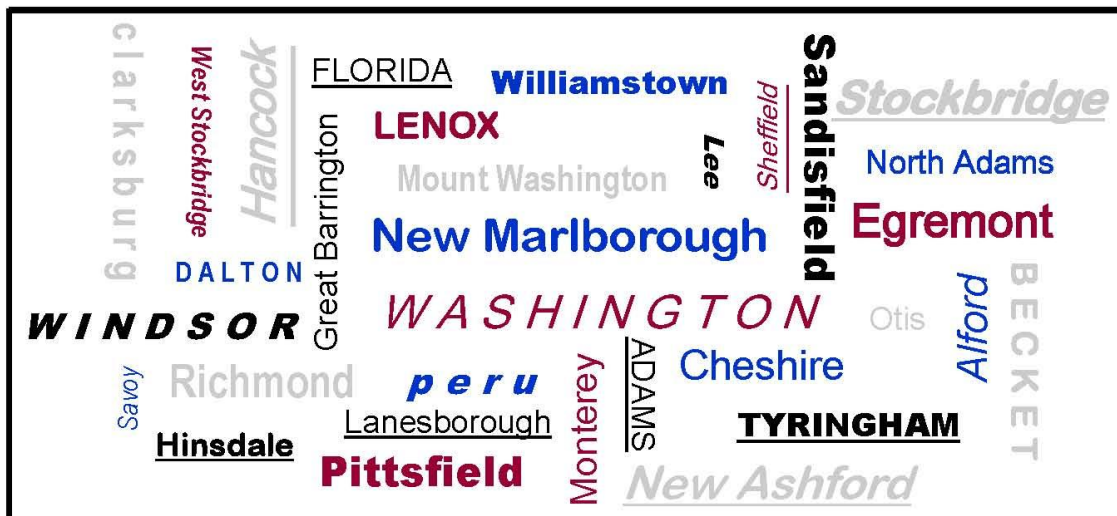 clarksburg
West Stockbridge
Hancock
FLORIDA
Williamstown
Sandisfield
Stockbridge
LENOX
Sheffield
Lee
Great Barrington
Mount Washington
North Adams
New Marlborough
Egremont
DALTON
WINDSOR
WASHINGTON
Otis
Alford
BECKET
Savoy
Richmond
peru
Monterey
ADAMS
Cheshire
Lanesborough
TYRINGHAM
Hinsdale
Pittsfield
New Ashford